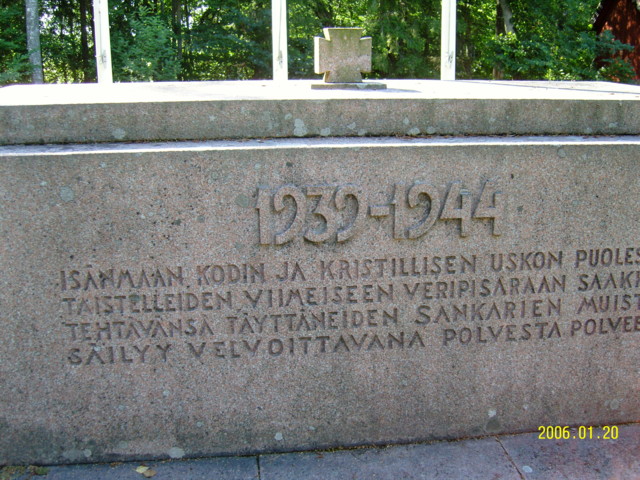 1939-1944
ISÄNMAAN, KODIN JA KRISTILLISEN USKON PUOLES
TAISTELLEIDEN VIIMEISEEN VERIPISARAAN SAAK
TEHTAVANSA TÄYTTÄNEIDEN SANKARIEN MUIST
SÄILYY VELVOITTAVANA POLVESTA POLVEE
2006.01.20